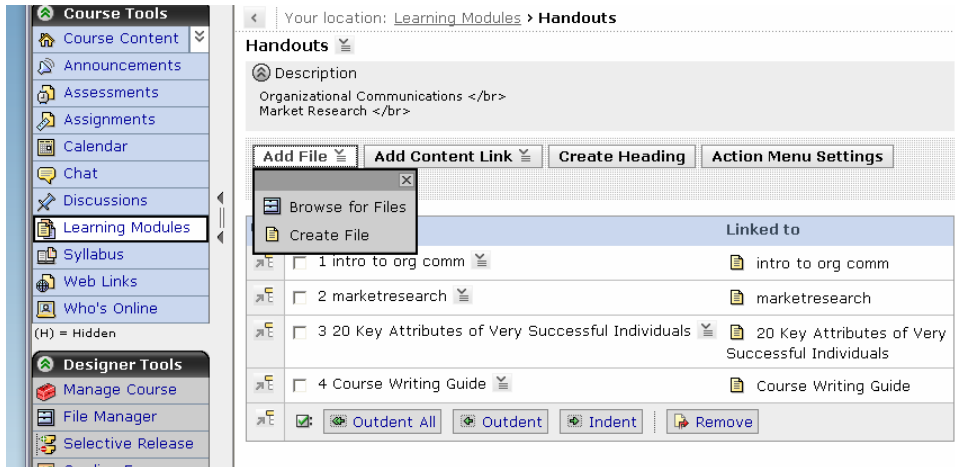 Course Tools
Course Content
Announcements
Assessments
Assignments
Calendar
Chat
Discussions
Learning Modules
Syllabus
Web Links
Who's Online
(H) = Hidden
Designer Tools
Manage Course
File Manager
Selective Release
Your location: Learning Modules › Handouts
Handouts
Description
Organizational Communications </br>
Market Research </br>
Add File
Add Content Link
Create Heading
Action Menu Settings
Browse for Files
Create File
Linked to
1 intro to org comm
intro to org comm
2 marketresearch
marketresearch
3 20 Key Attributes of Very Successful Individuals
20 Key Attributes of Very
Successful Individuals
4 Course Writing Guide
Course Writing Guide
Outdent All
Outdent
Indent
Remove